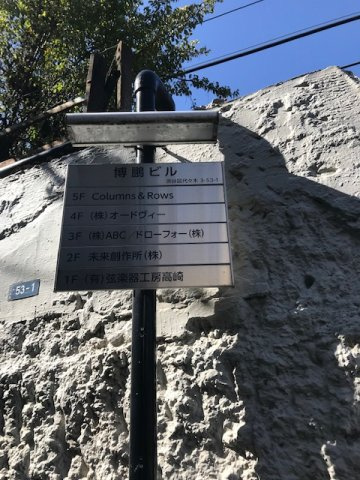 博鵬ビル
渋谷区代々木 3-53-1
5F Columns & Rows
4F (株)オードヴィー
3F (株)ABC/ドローフォー(株)
2F 未来創作所(株)
1F (有)弦楽器工房高崎
53-1